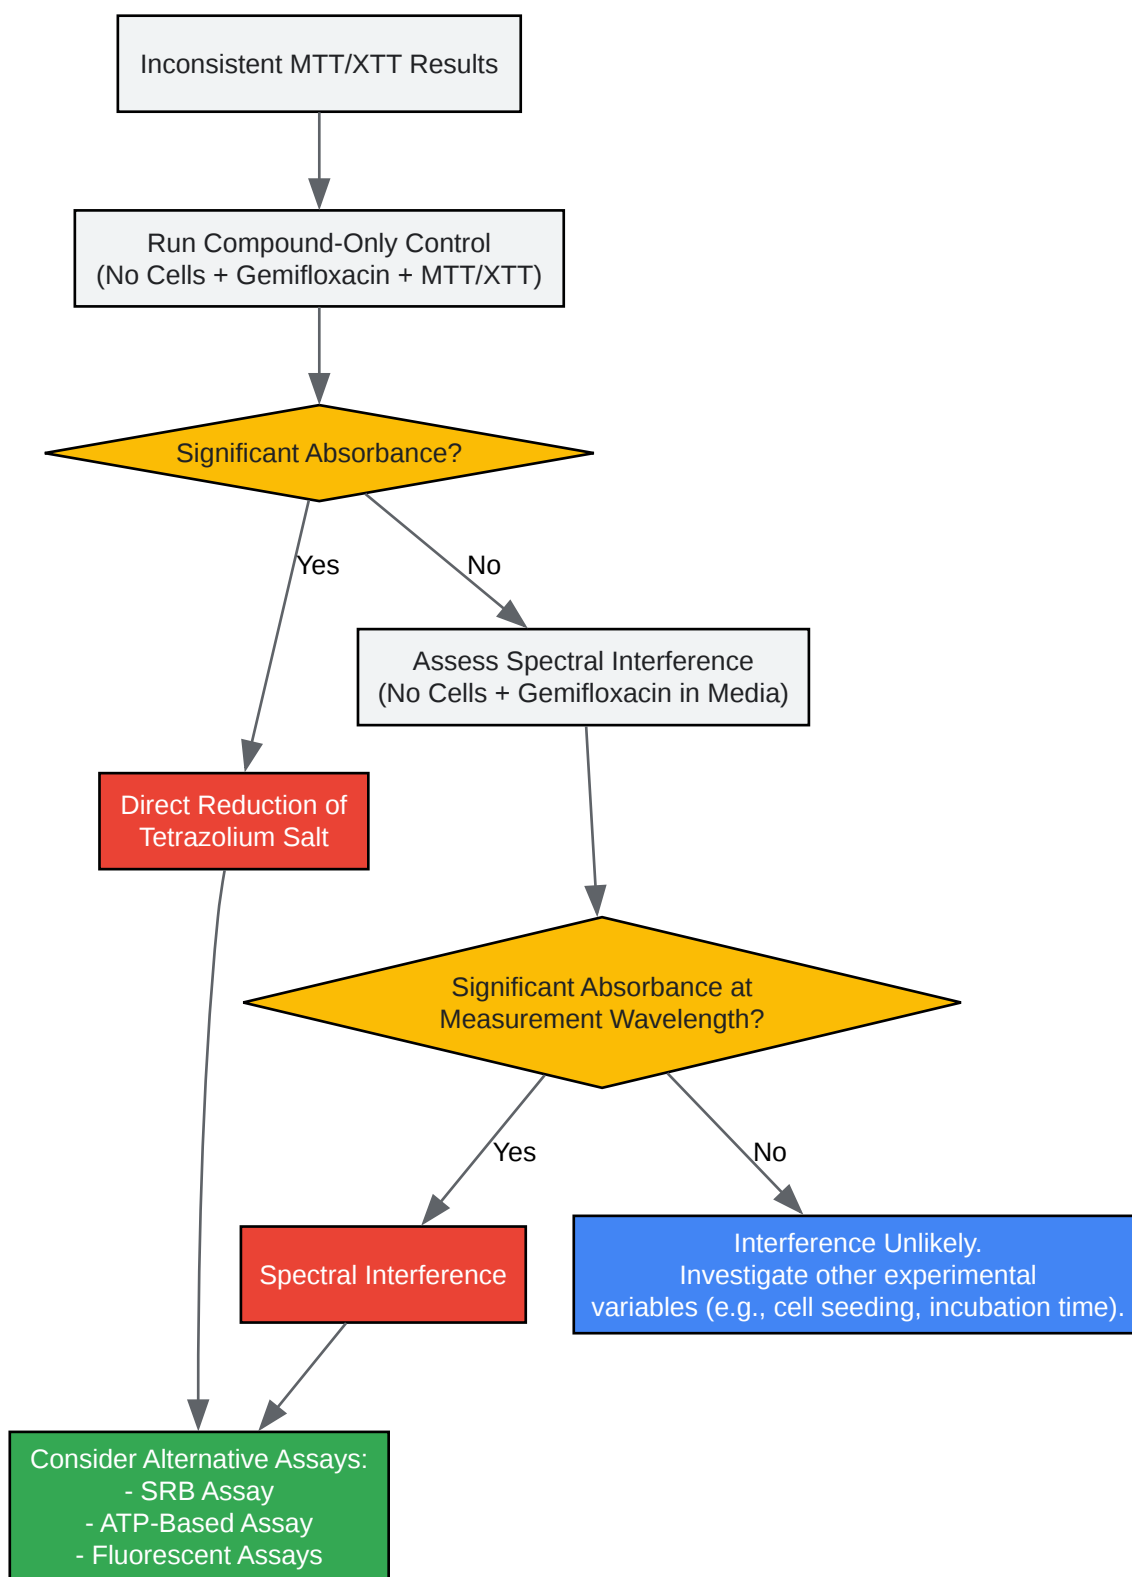 Inconsistent MTT/XTT Results
Run Compound-Only Control
(No Cells + Gemifloxacin + MTT/XTT)
Significant Absorbance?
Yes
No
Assess Spectral Interference
(No Cells + Gemifloxacin in Media)
Direct Reduction of
Tetrazolium Salt
Significant Absorbance at
Measurement Wavelength?
Yes
No
Spectral Interference
Interference Unlikely.
Investigate other experimental
variables (e.g., cell seeding, incubation time).
Consider Alternative Assays:
- SRB Assay
- ATP-Based Assay
- Fluorescent Assays